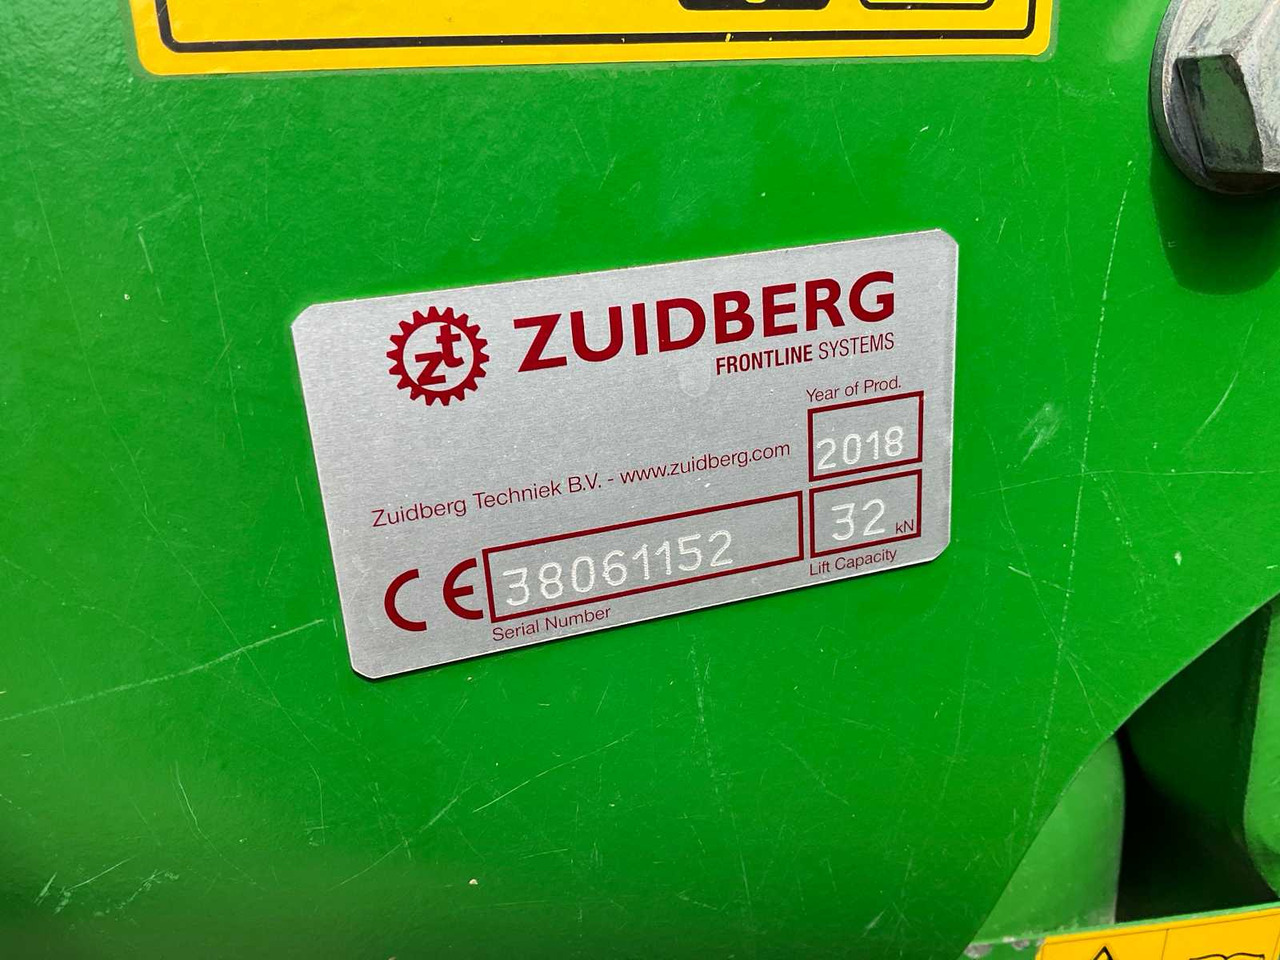 zt ZUIDBERG
FRONTLINE SYSTEMS
Year of Prod.
2018
Zuidberg Techniek B.V. - www.zuidberg.com
CE 38061152
32 kN
Serial Number
Lift Capacity